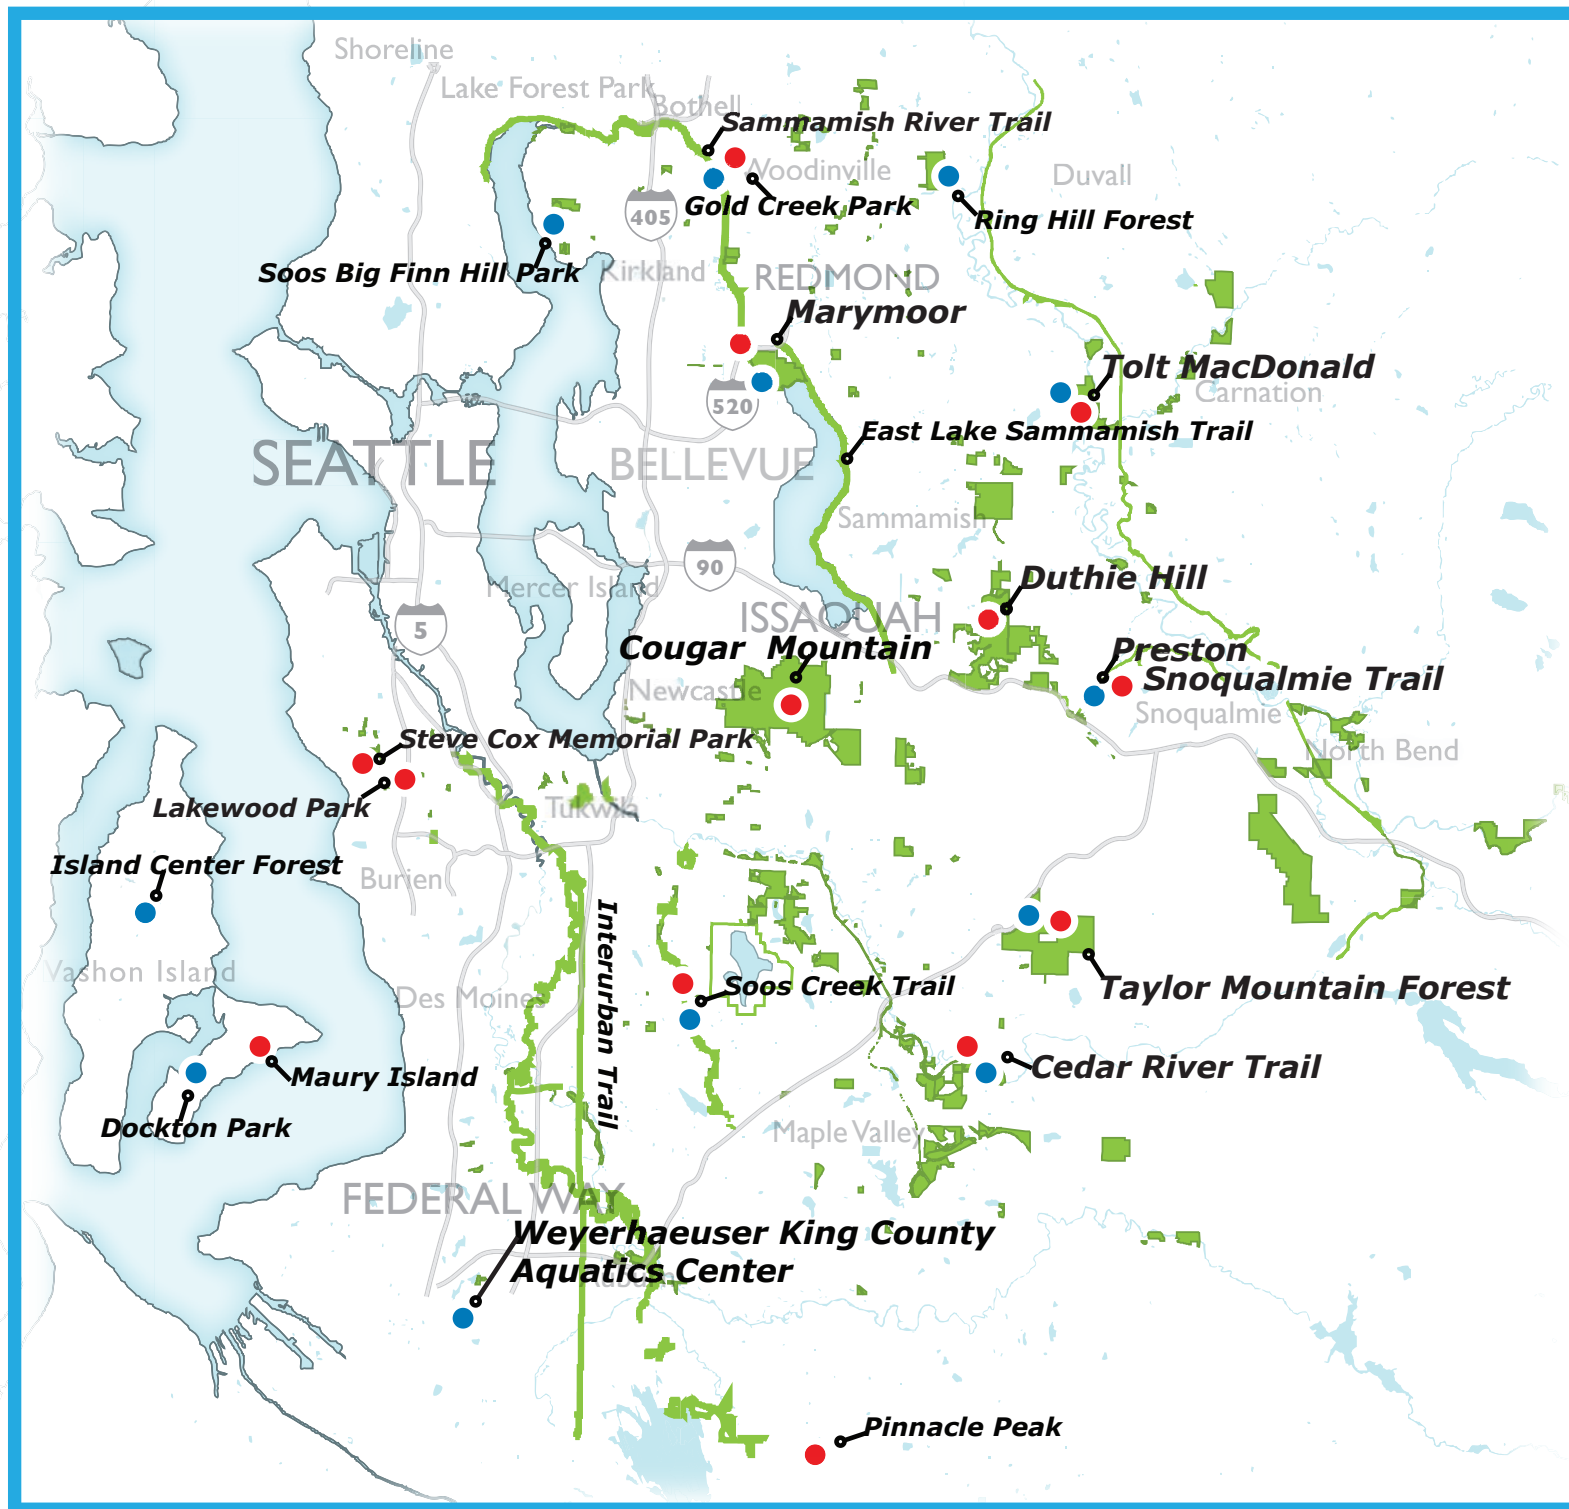 Shoreline
Lake Forest Park
Bothell
Sammamish River Trail
Woodinville
Duvall
405
Gold Creek Park
Ring Hill Forest
Soos Big Finn Hill Park
Kirkland
REDMOND
Marymoor
Tolt MacDonald
Carnation
520
East Lake Sammamish Trail
SEATTLE
BELLEVUE
Sammamish
90
Mercer Island
Duthie Hill
5
ISSAQUAH
Cougar Mountain
Preston
Snoqualmie Trail
Newcastle
Snoqualmie
Steve Cox Memorial Park
North Bend
Lakewood Park
Tukwila
Island Center Forest
Burien
Interurban Trail
Vashon Island
Des Moines
Soos Creek Trail
Taylor Mountain Forest
Maury Island
Cedar River Trail
Dockton Park
Maple Valley
FEDERAL WAY
Weyerhaeuser King County
Aquatics Center
Auburn
Pinnacle Peak